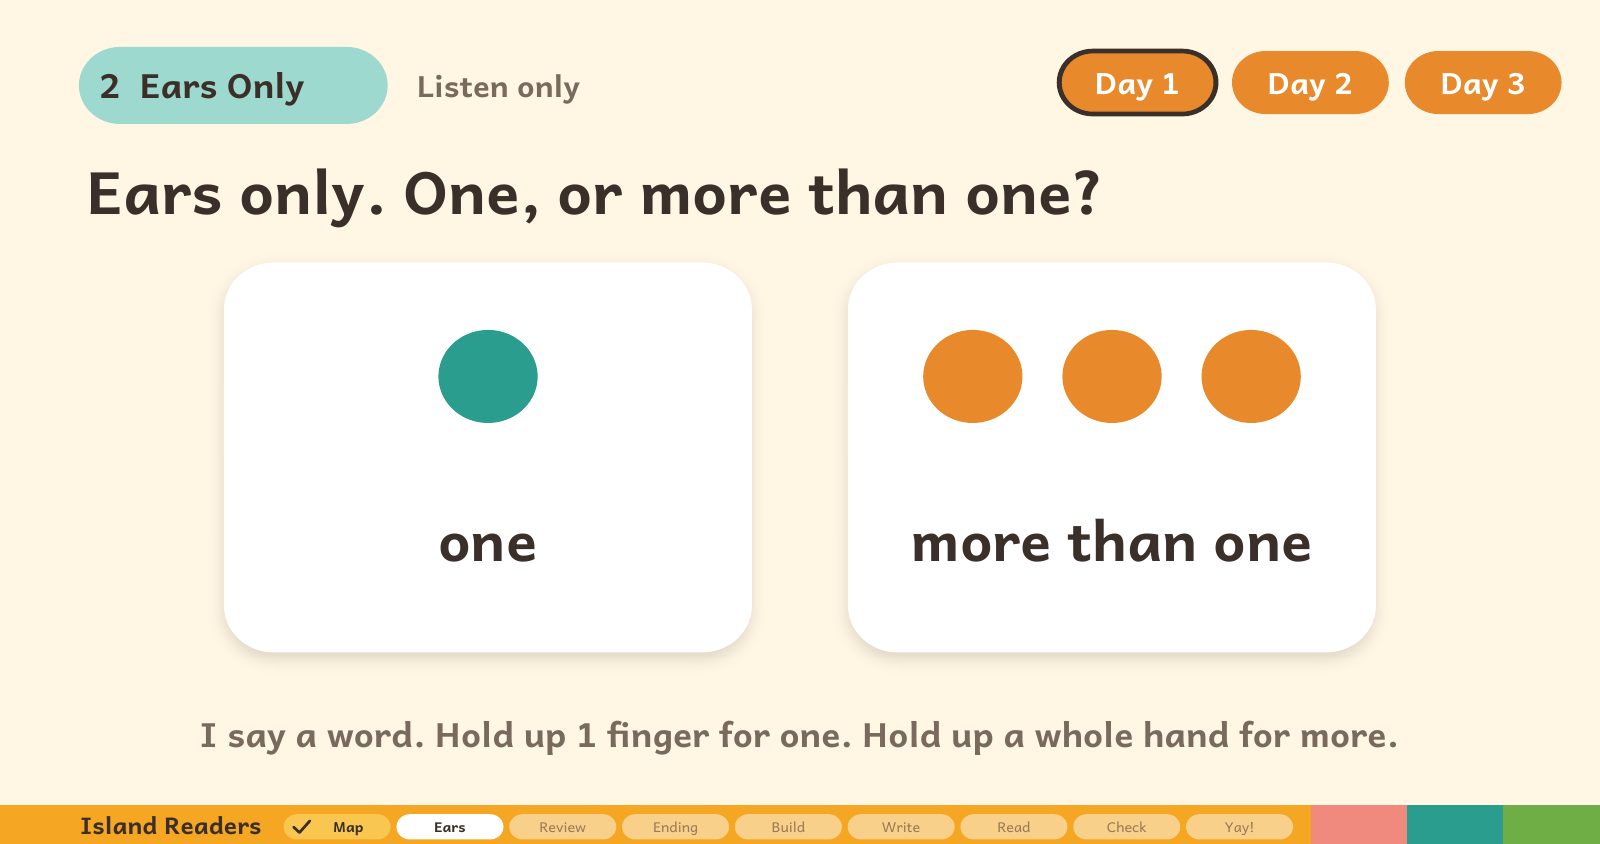 2 Ears Only
Listen only
Day 1
Day 2
Day 3
Ears only. One, or more than one?
one
more than one
I say a word. Hold up 1 finger for one. Hold up a whole hand for more.
Island Readers
Map
Ears
Review
Ending
Build
Write
Read
Check
Yay!